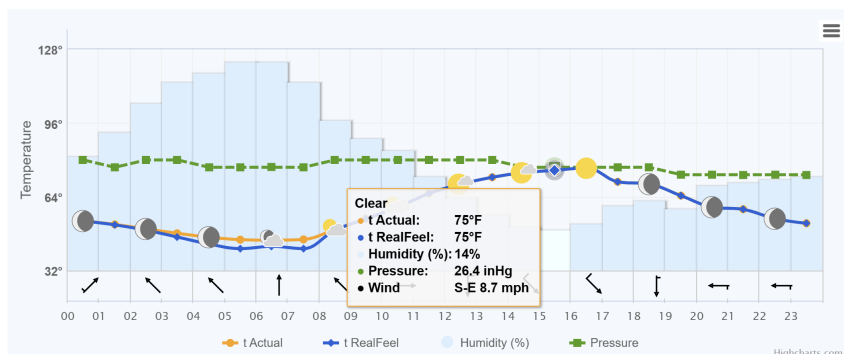 128°
96°
64°
32°
Temperature
Clear
t Actual: 75°F
t RealFeel: 75°F
Humidity (%): 14%
Pressure: 26.4 inHg
Wind S-E 8.7 mph
00 01 02 03 04 05 06 07 08 09 10 11 12 13 14 15 16 17 18 19 20 21 22 23
t Actual t RealFeel Humidity (%) Pressure
Highcharts.com